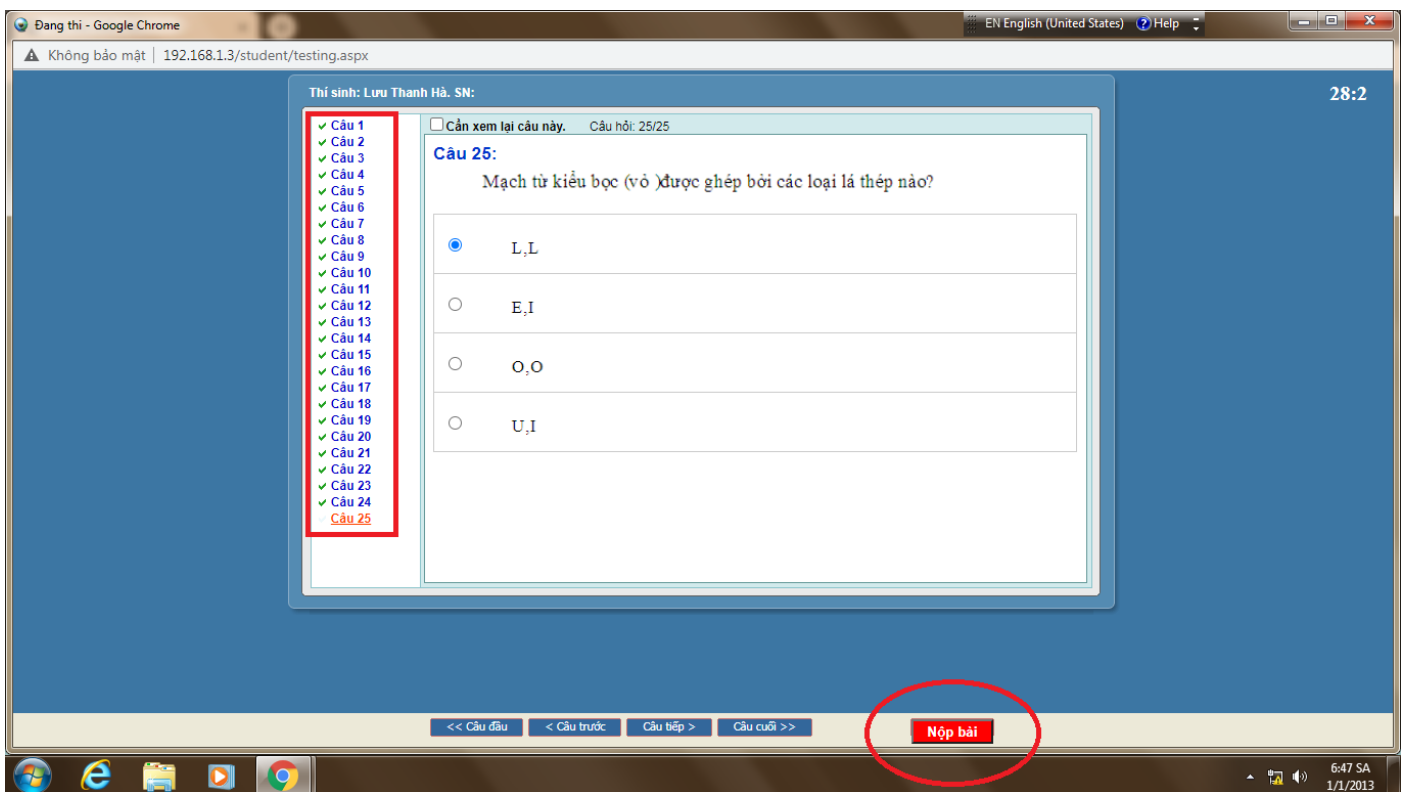 Đang thi - Google Chrome
EN English (United States) Help
Không bảo mật | 192.168.1.3/student/testing.aspx
Thí sinh: Lưu Thanh Hà. SN:
28:2
Câu 1
Câu 2
Câu 3
Câu 4
Câu 5
Câu 6
Câu 7
Câu 8
Câu 9
Câu 10
Câu 11
Câu 12
Câu 13
Câu 14
Câu 15
Câu 16
Câu 17
Câu 18
Câu 19
Câu 20
Câu 21
Câu 22
Câu 23
Câu 24
Câu 25
Cần xem lại câu này. Câu hỏi: 25/25
Câu 25:
Mạch từ kiểu bọc (vỏ )được ghép bởi các loại lá thép nào?
L,L
E,I
O,O
U,I
<< Câu đầu
< Câu trước
Câu tiếp >
Câu cuối >>
Nộp bài
6:47 SA
1/1/2013